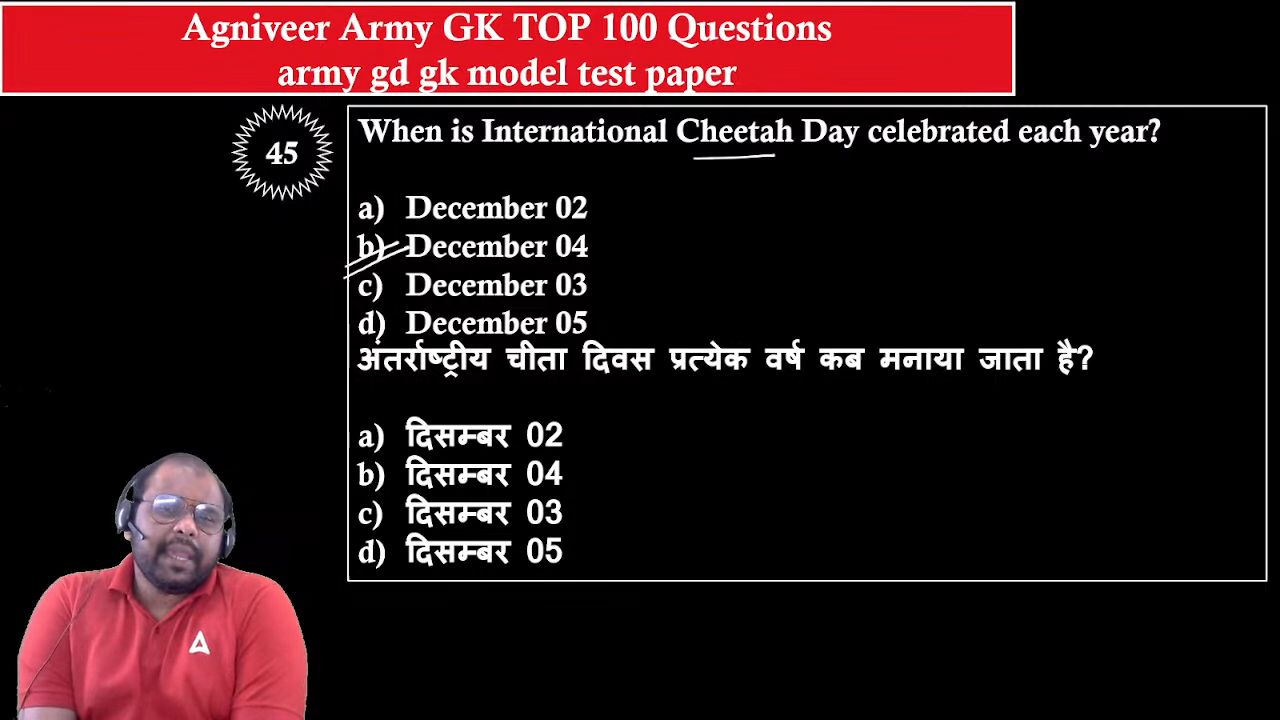 Agniveer Army GK TOP 100 Questions
army gd gk model test paper
45
When is International Cheetah Day celebrated each year?
a) December 02
b) December 04
c) December 03
d) December 05
अंतर्राष्ट्रीय चीता दिवस प्रत्येक वर्ष कब मनाया जाता है?
a) दिसम्बर 02
b) दिसम्बर 04
c) दिसम्बर 03
d) दिसम्बर 05